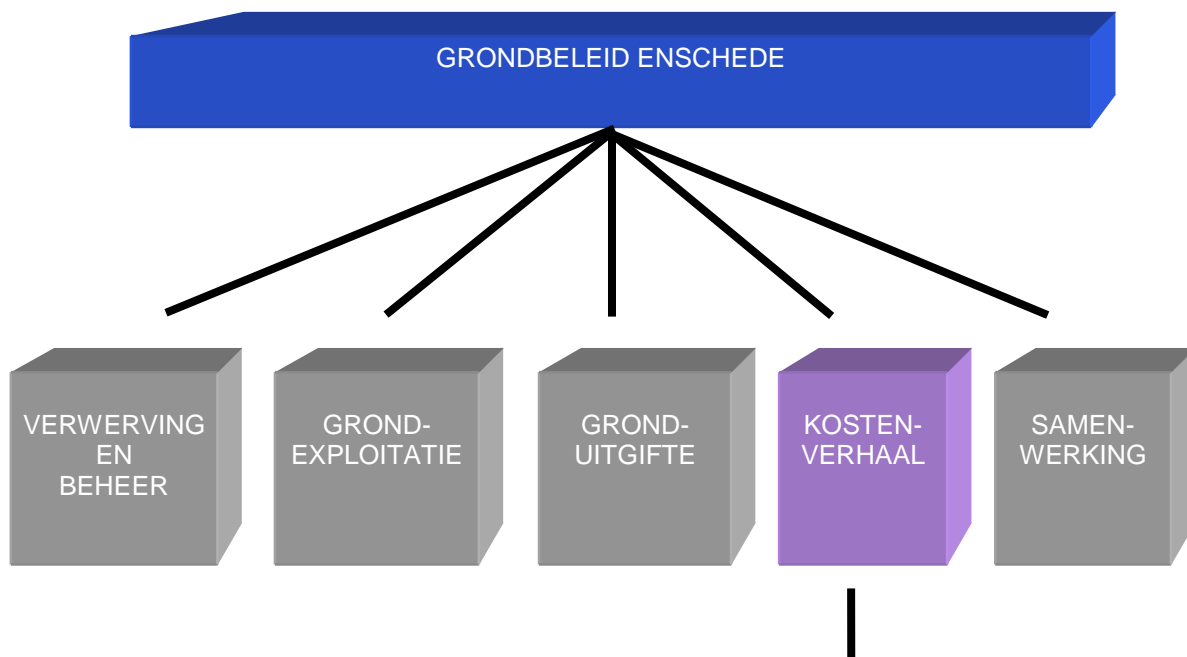 GRONDBELEID ENSCHEDE
VERWERVING
EN
BEHEER
GROND-
EXPLOITATIE
GROND-
UITGIFTE
KOSTEN-
VERHAAL
SAMEN-
WERKING